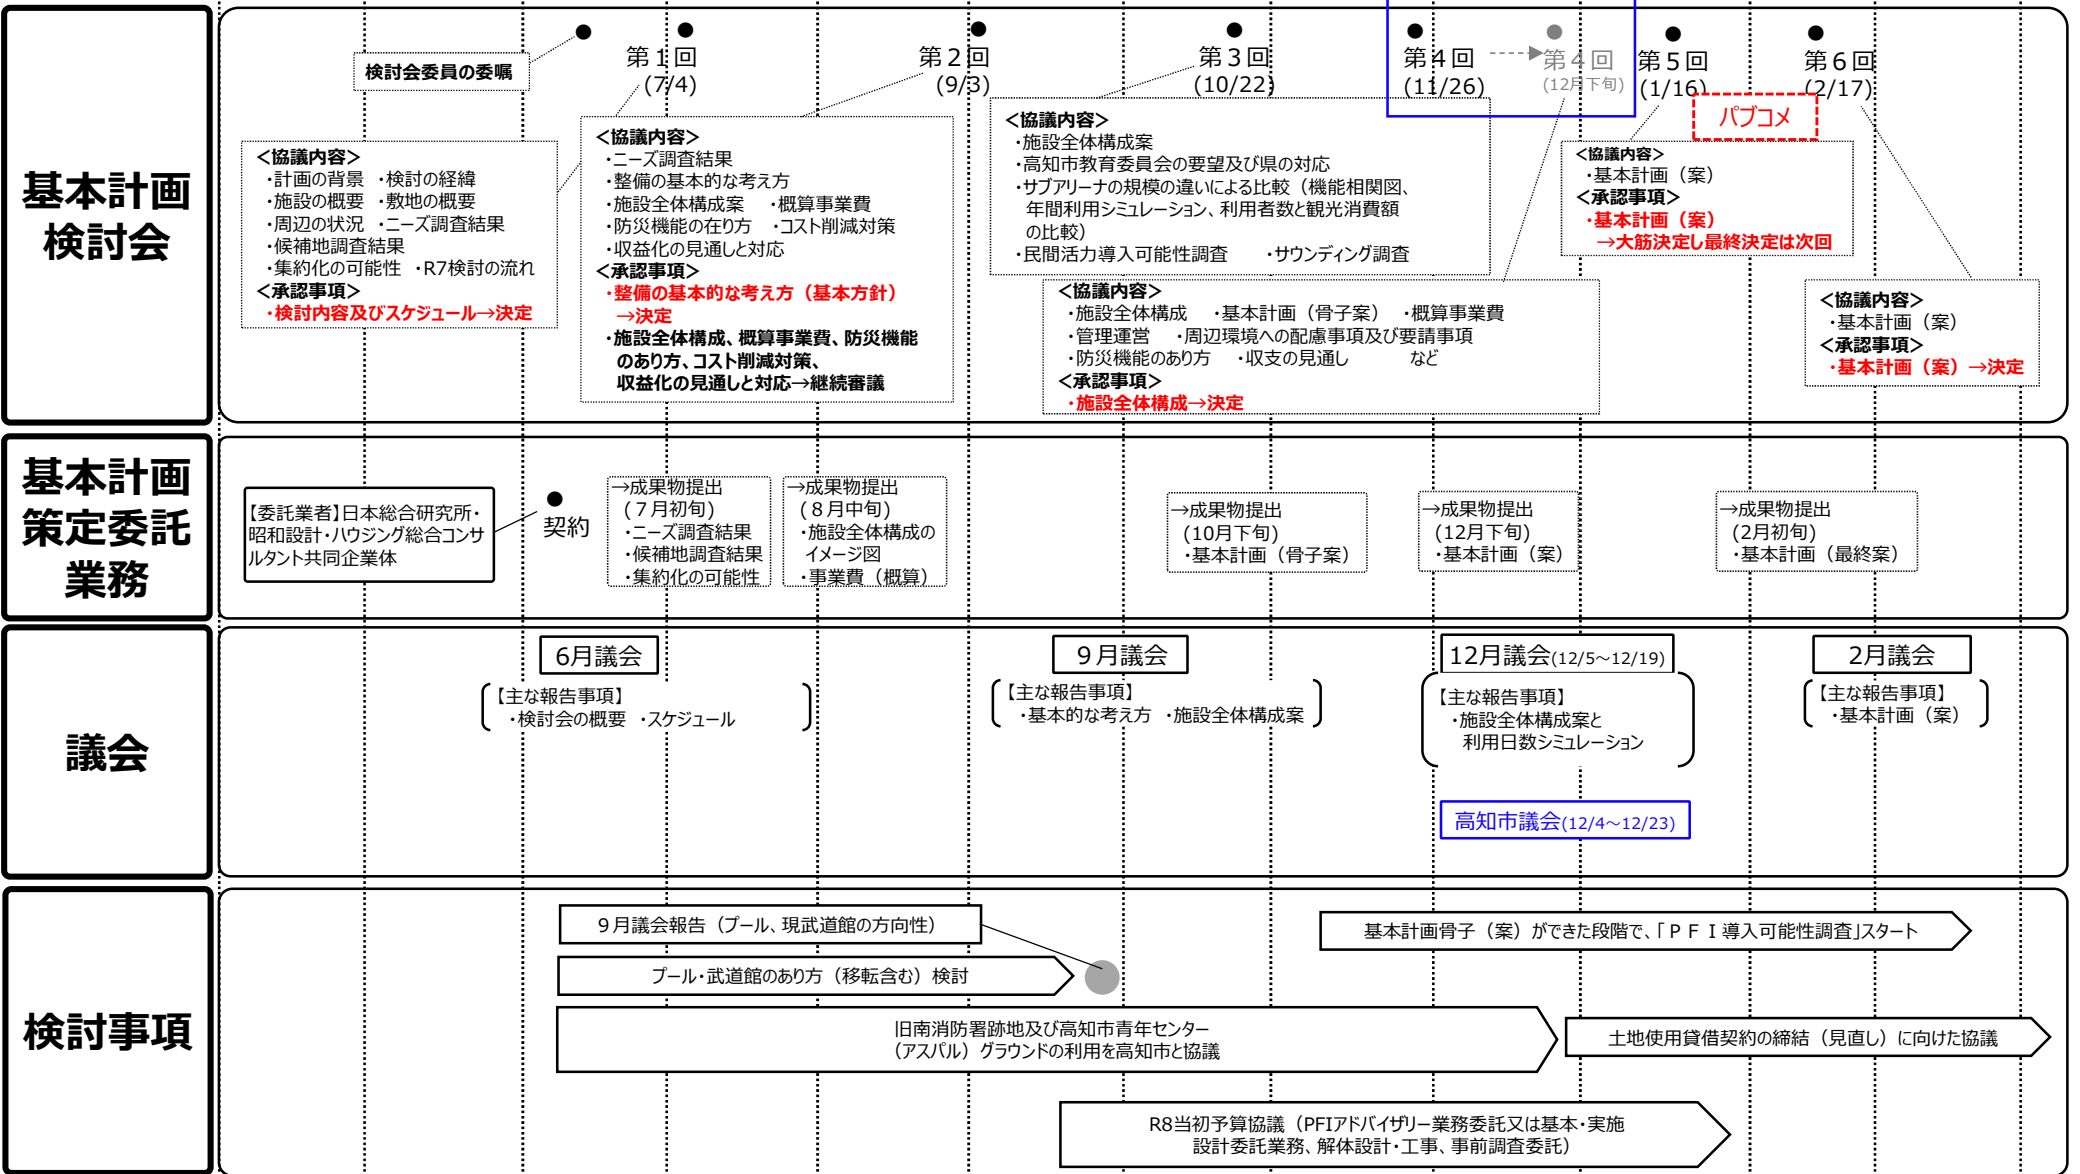 基本計画
検討会
検討会委員の委嘱
第１回
(7/4)
第２回
(9/3)
第３回
(10/22)
第４回
(11/26)
第４回
(12月下旬)
第５回
(1/16)
第６回
(2/17)
パブコメ
＜協議内容＞
・計画の背景　・検討の経緯
・施設の概要　・敷地の概要
・周辺の状況　・ニーズ調査結果
・候補地調査結果
・集約化の可能性　・R7検討の流れ
＜承認事項＞
・検討内容及びスケジュール→決定
＜協議内容＞
・ニーズ調査結果
・整備の基本的な考え方
・施設全体構成案　・概算事業費
・防災機能の在り方　・コスト削減対策
・収益化の見通しと対応
＜承認事項＞
・整備の基本的な考え方（基本方針）
→決定
・施設全体構成、概算事業費、防災機能
のあり方、コスト削減対策、
収益化の見通しと対応→継続審議
＜協議内容＞
・施設全体構成案
・高知市教育委員会の要望及び県の対応
・サブアリーナの規模の違いによる比較（機能相関図、
年間利用シミュレーション、利用者数と観光消費額
の比較）
・民間活力導入可能性調査　・サウンディング調査
＜協議内容＞
・施設全体構成　・基本計画（骨子案）　・概算事業費
・管理運営　・周辺環境への配慮事項及び要請事項
・防災機能のあり方　・収支の見通し　など
＜承認事項＞
・施設全体構成→決定
＜協議内容＞
・基本計画（案）
＜承認事項＞
・基本計画（案）
→大筋決定し最終決定は次回
＜協議内容＞
・基本計画（案）
＜承認事項＞
・基本計画（案）→決定
基本計画
策定委託
業務
【委託業者】日本総合研究所・
昭和設計・ハウジング総合コンサ
ルタント共同企業体
契約
→成果物提出
(７月初旬)
・ニーズ調査結果
・候補地調査結果
・集約化の可能性
→成果物提出
(８月中旬)
・施設全体構成の
イメージ図
・事業費（概算）
→成果物提出
(10月下旬)
・基本計画（骨子案）
→成果物提出
(12月下旬)
・基本計画（案）
→成果物提出
(2月初旬)
・基本計画（最終案）
議会
6月議会
【主な報告事項】
・検討会の概要　・スケジュール
９月議会
【主な報告事項】
・基本的な考え方　・施設全体構成案
12月議会(12/5～12/19)
【主な報告事項】
・施設全体構成案と
利用日数シミュレーション
高知市議会(12/4～12/23)
2月議会
【主な報告事項】
・基本計画（案）
検討事項
９月議会報告（プール、現武道館の方向性）
プール・武道館のあり方（移転含む）検討
基本計画骨子（案）ができた段階で、「ＰＦＩ導入可能性調査」スタート
旧南消防署跡地及び高知市青年センター
（アスパル）グラウンドの利用を高知市と協議
土地使用貸借契約の締結（見直し）に向けた協議
R8当初予算協議（PFIアドバイザリー業務委託又は基本・実施
設計委託業務、解体設計・工事、事前調査委託）